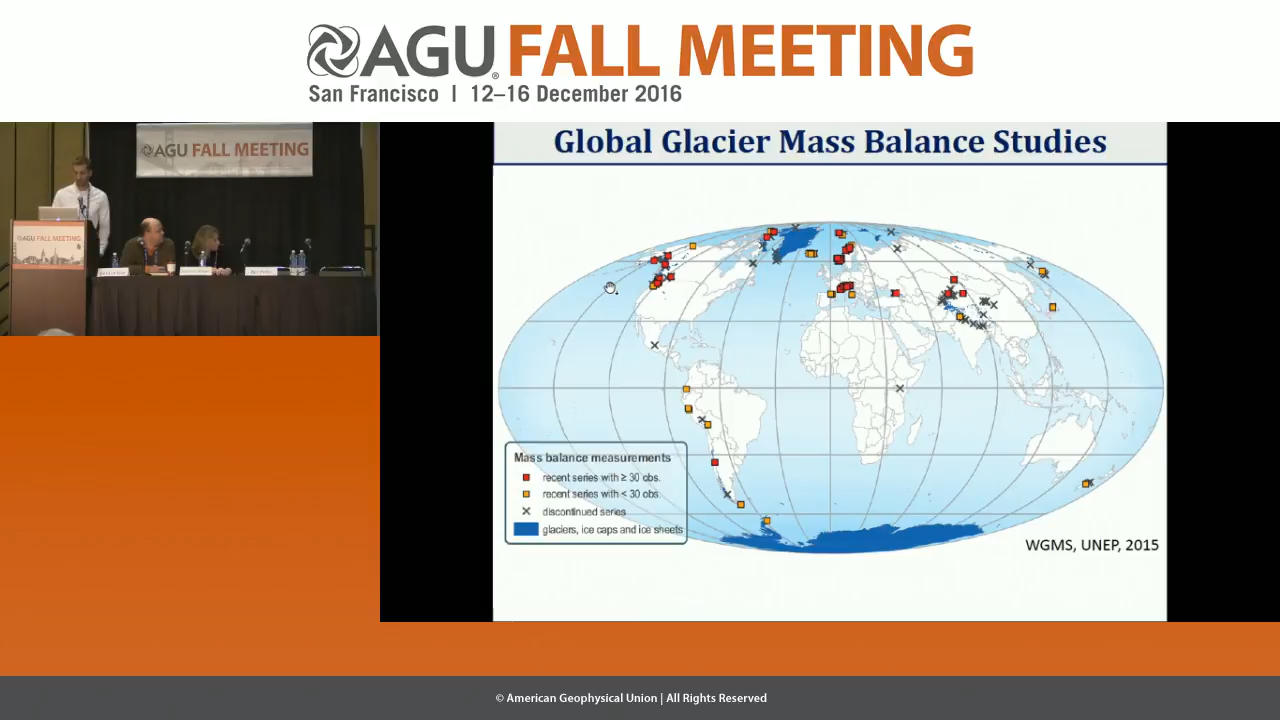 AGU FALL MEETING
San Francisco | 12–16 December 2016
AGU FALL MEETING
AGU FALL MEETING
Global Glacier Mass Balance Studies
Mass balance measurements
recent series with ≥ 30 obs.
recent series with < 30 obs.
discontinued series
glaciers, ice caps and ice sheets
WGMS, UNEP, 2015
© American Geophysical Union | All Rights Reserved